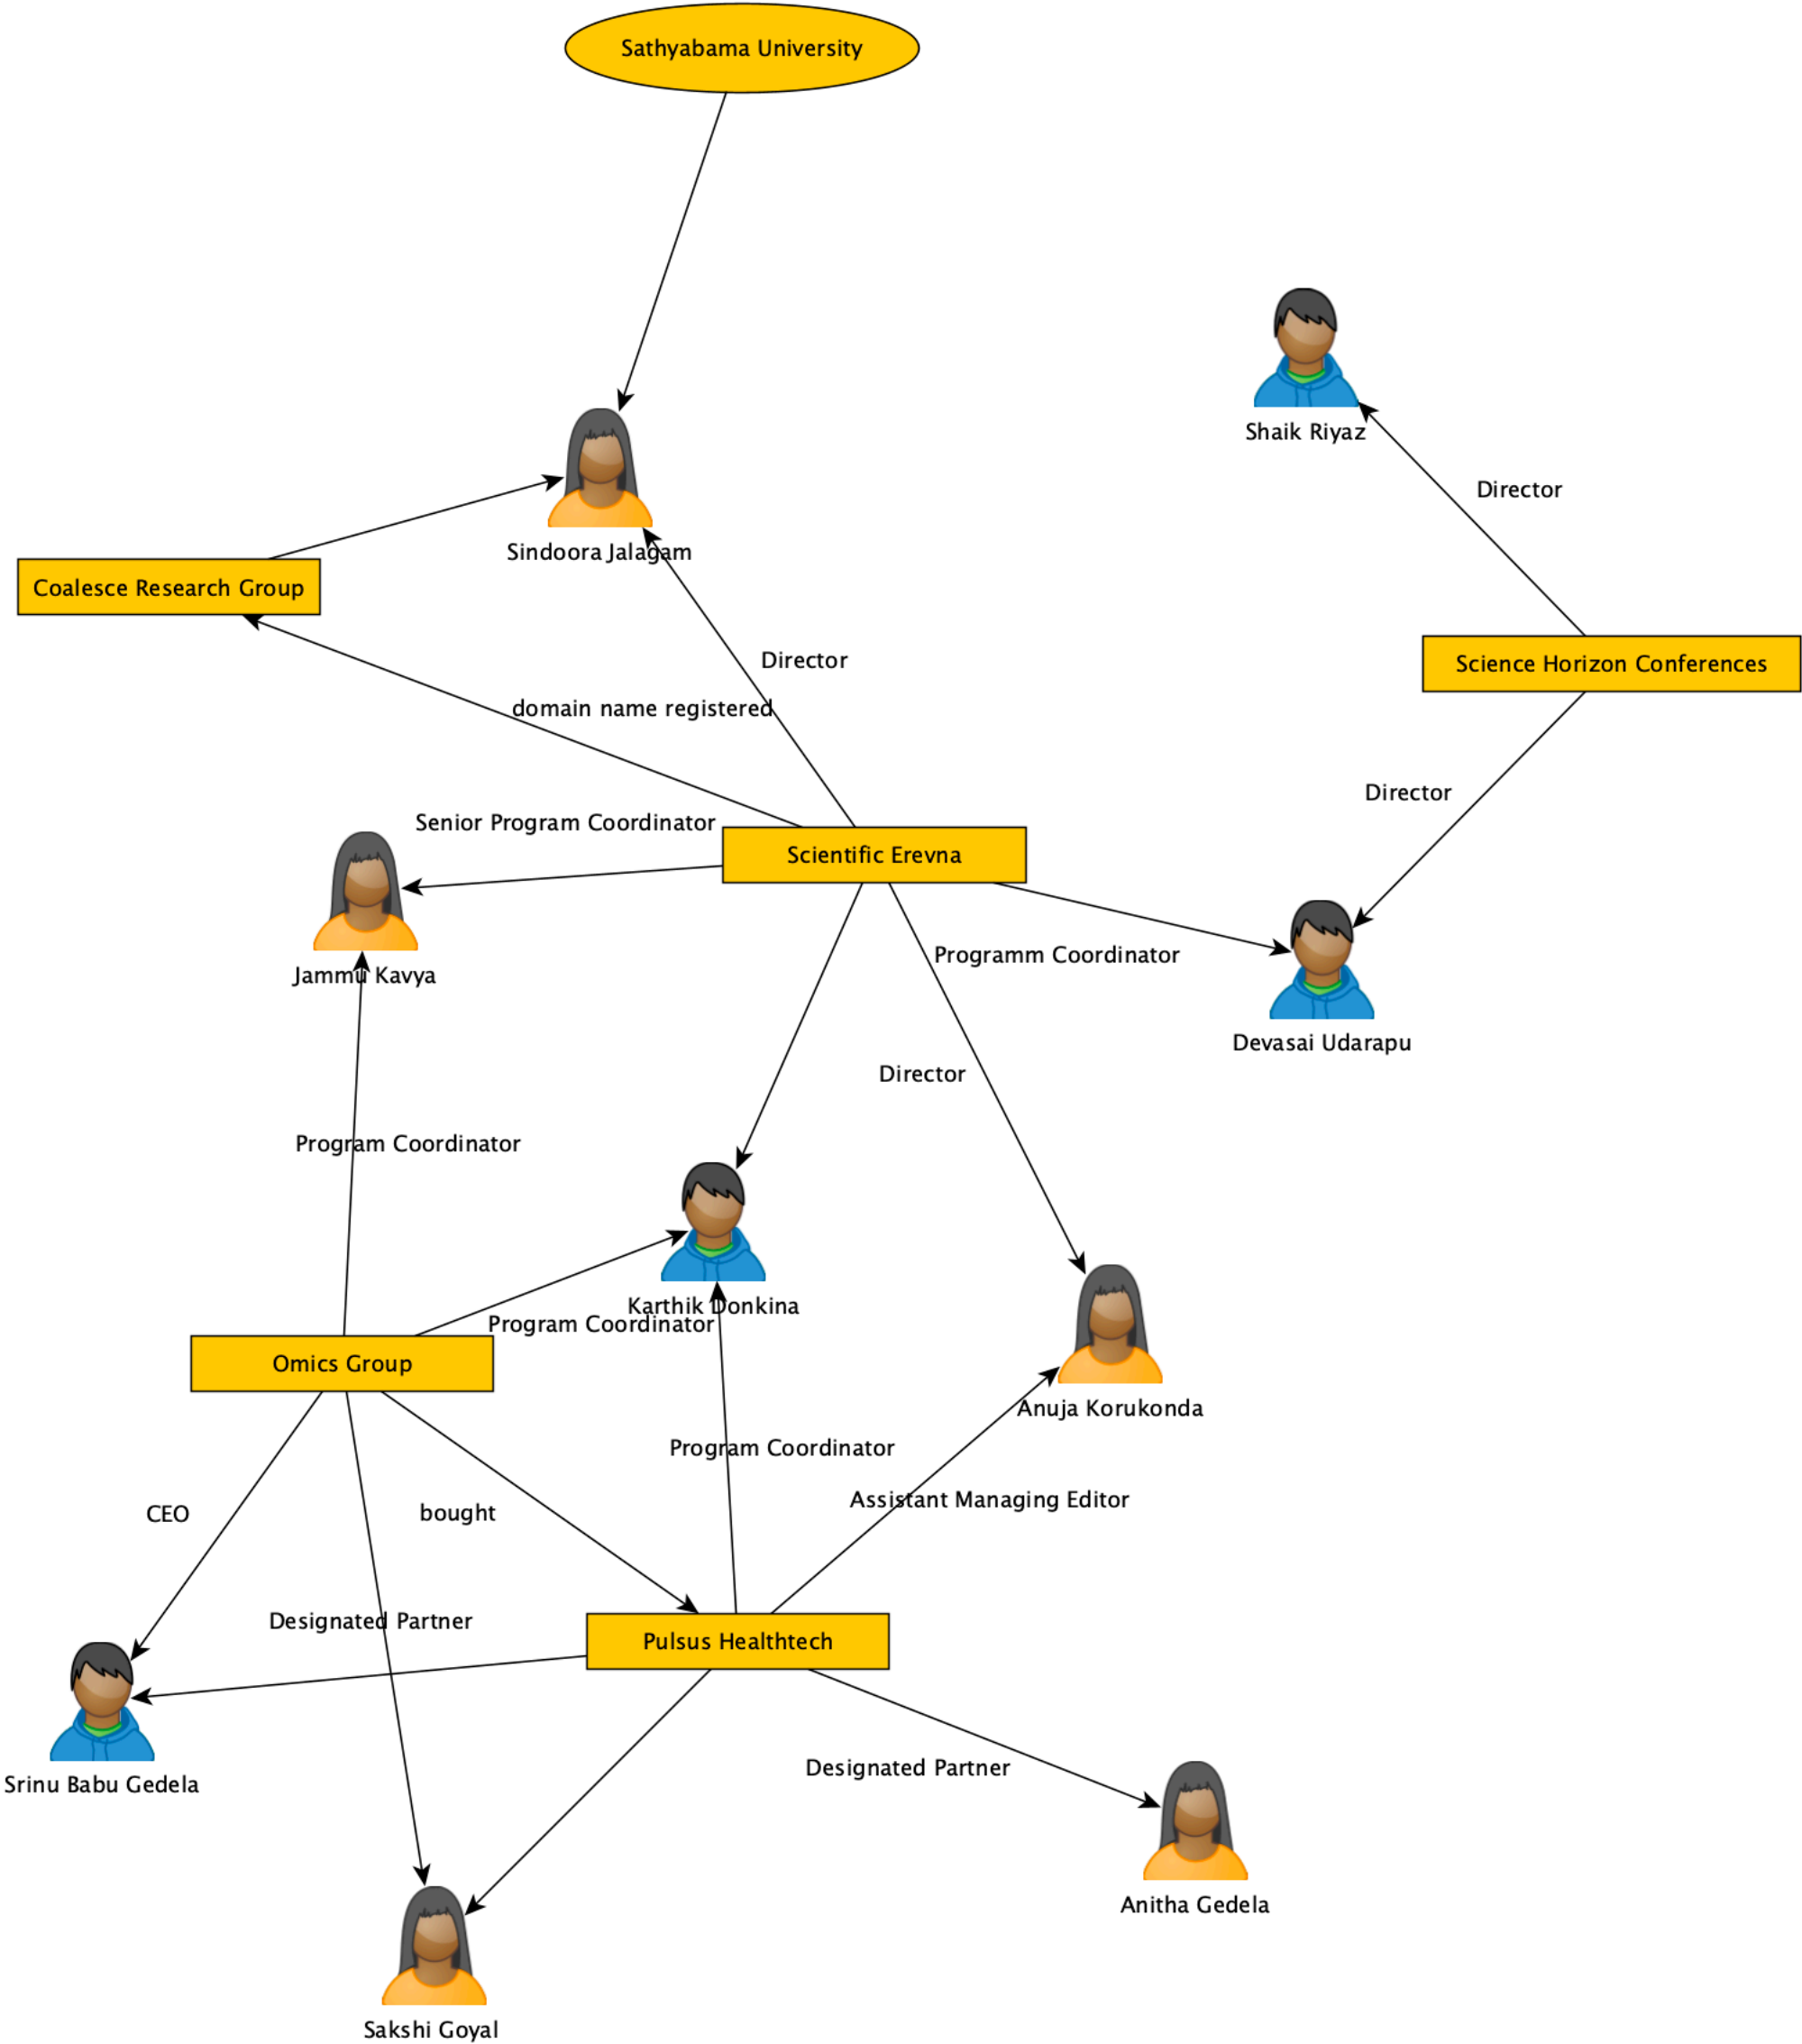 Sathyabama University
Shaik Riyaz
Director
Sindoora Jalagam
Coalesce Research Group
Director
Science Horizon Conferences
domain name registered
Director
Senior Program Coordinator
Scientific Erevna
Programm Coordinator
Jammu Kavya
Devasai Udarapu
Director
Program Coordinator
Karthik Donkina
Program Coordinator
Omics Group
Anuja Korukonda
Program Coordinator
Assistant Managing Editor
CEO
bought
Designated Partner
Pulsus Healthtech
Designated Partner
Srinu Babu Gedela
Anitha Gedela
Sakshi Goyal